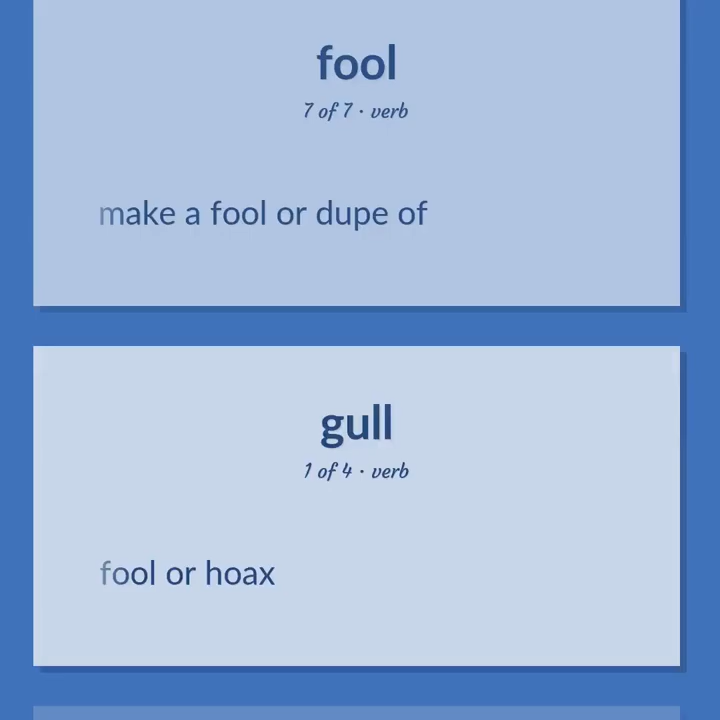 fool
7 of 7 · verb
make a fool or dupe of
gull
1 of 4 · verb
fool or hoax